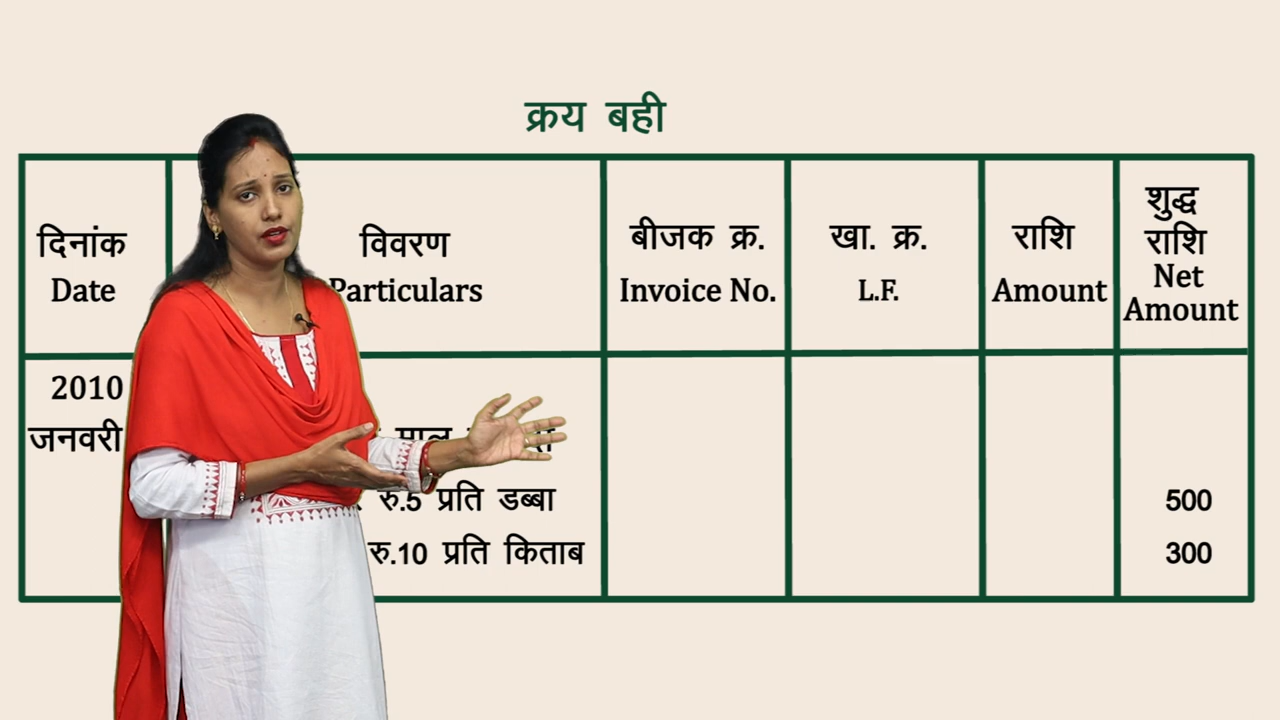 क्रय बही
दिनांक
Date
विवरण
Particulars
बीजक क्र.
Invoice No.
खा. क्र.
L.F.
राशि
Amount
शुद्ध
राशि
Net
Amount
2010
जनवरी
रु.5 प्रति डब्बा 500
रु.10 प्रति किताब 300